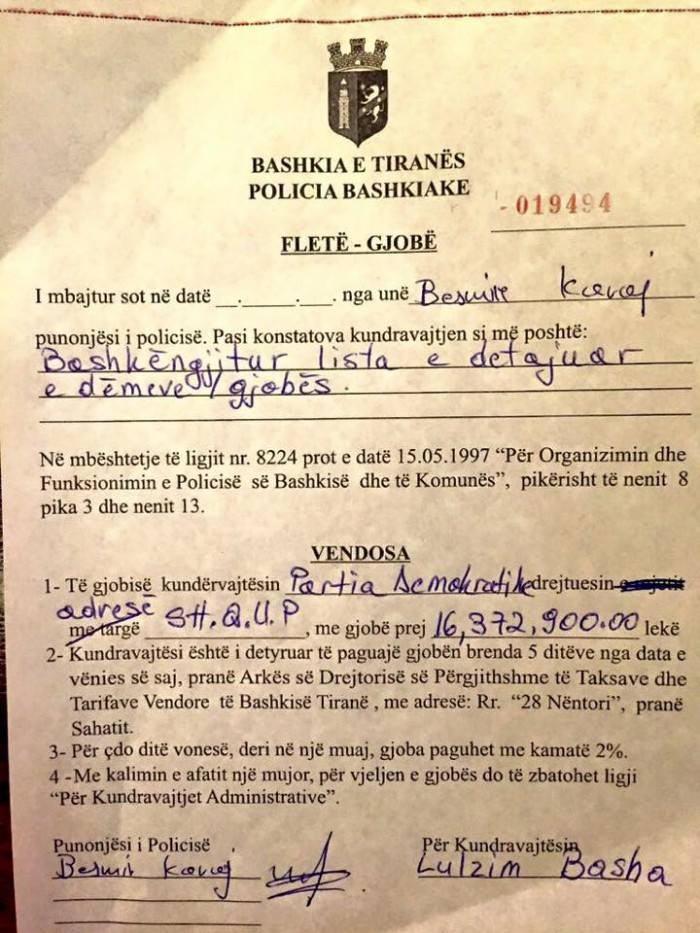 BASHKIA E TIRANËS
POLICIA BASHKIAKE
- 019494
FLETË - GJOBË
I mbajtur sot në datë __.____.__. nga unë Besmir Kavaj
punonjësi i policisë. Pasi konstatova kundravajtjen si më poshtë:
Bashkëngjitur lista e detajuar
e dëmeve / gjobës.
Në mbështetje të ligjit nr. 8224 prot e datë 15.05.1997 “Për Organizimin dhe
Funksionimin e Policisë së Bashkisë dhe të Komunës”, pikërisht të nenit 8
pika 3 dhe nenit 13.
VENDOSA
1- Të gjobisë kundërvajtësin Partia Demokratike drejtuesin
adresë
me targë SH.Q.U.P, me gjobë prej 16,372,900.00 lekë
2- Kundravajtësi është i detyruar të paguajë gjobën brenda 5 ditëve nga data e
vënies së saj, pranë Arkës së Drejtorisë së Përgjithshme të Taksave dhe
Tarifave Vendore të Bashkisë Tiranë , me adresë: Rr. “28 Nëntori”, pranë
Sahatit.
3- Për çdo ditë vonesë, deri në një muaj, gjoba paguhet me kamatë 2%.
4 -Me kalimin e afatit një mujor, për vjeljen e gjobës do të zbatohet ligji
“Për Kundravajtjet Administrative”.
Punonjësi i Policisë Për Kundravajtësin
Besmir Kavaj Lulzim Basha